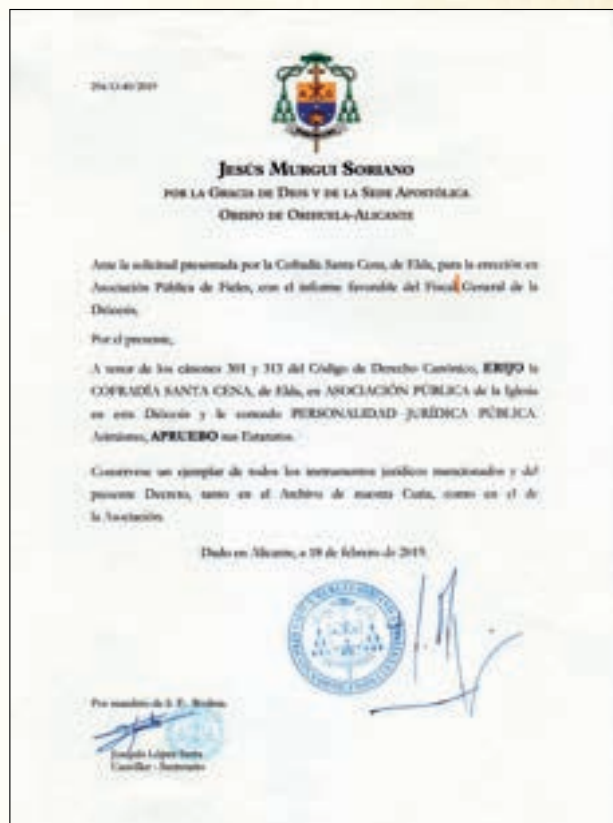 JESÚS MURGUI SORIANO
POR LA GRACIA DE DIOS Y DE LA SEDE APOSTÓLICA
OBISPO DE ORIHUELA-ALICANTE
Ante la solicitud presentada por la Cofradía Santa Cena, de Elda, para la erección en
Asociación Pública de Fieles, con el informe favorable del Fiscal General de la
Diócesis,
Por el presente,
A tenor de los cánones 301 y 313 del Código de Derecho Canónico, ERIJO la
COFRADÍA SANTA CENA, de Elda, en ASOCIACIÓN PÚBLICA de la Iglesia
en esta Diócesis y le concedo PERSONALIDAD JURÍDICA PÚBLICA.
Asimismo, APRUEBO sus Estatutos.
Consérvese un ejemplar de todos los instrumentos jurídicos mencionados y del
presente Decreto, tanto en el Archivo de nuestra Curia, como en el de
la Asociación.
Dado en Alicante, a 18 de febrero de 2019.
Por mandato de S. E. Rvdma.
Joaquín López Serra
Canciller - Secretario